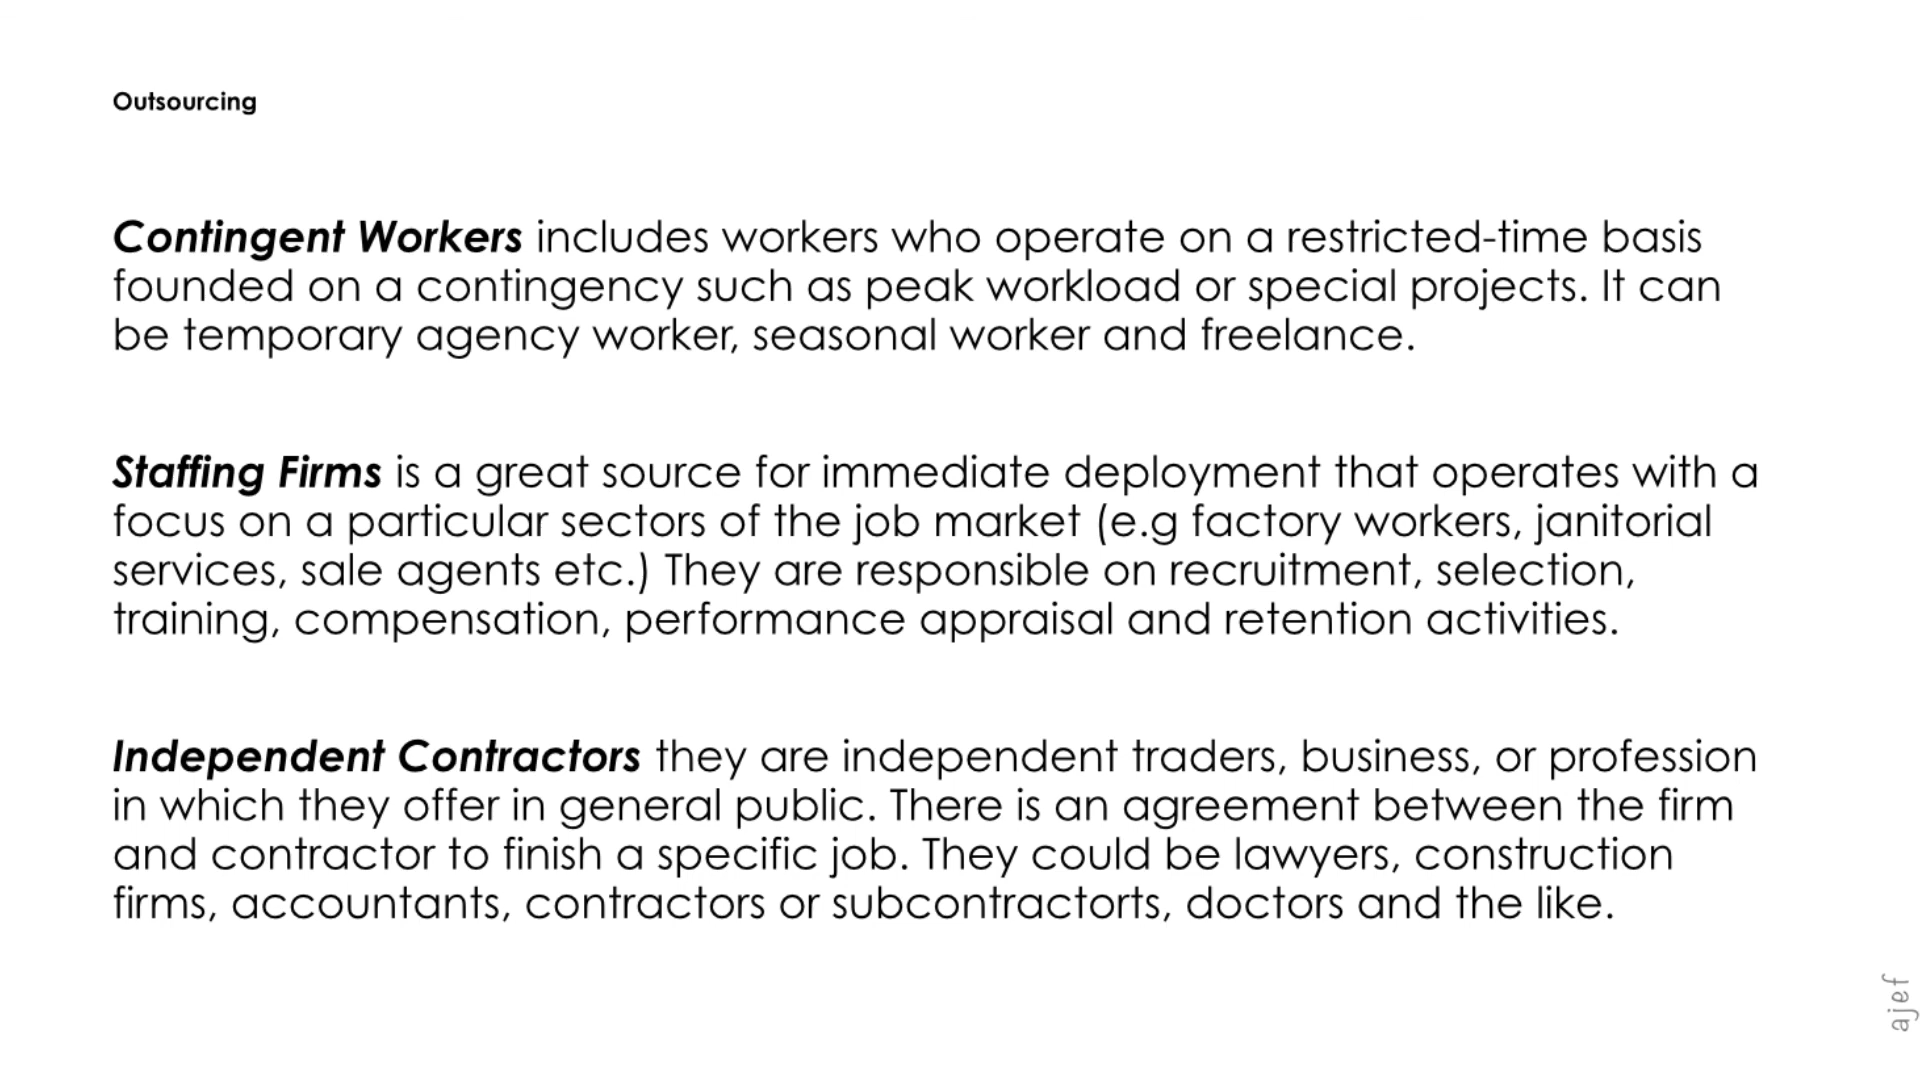 Outsourcing
Contingent Workers includes workers who operate on a restricted-time basis
founded on a contingency such as peak workload or special projects. It can
be temporary agency worker, seasonal worker and freelance.
Staffing Firms is a great source for immediate deployment that operates with a
focus on a particular sectors of the job market (e.g factory workers, janitorial
services, sale agents etc.) They are responsible on recruitment, selection,
training, compensation, performance appraisal and retention activities.
Independent Contractors they are independent traders, business, or profession
in which they offer in general public. There is an agreement between the firm
and contractor to finish a specific job. They could be lawyers, construction
firms, accountants, contractors or subcontractorts, doctors and the like.
ajef